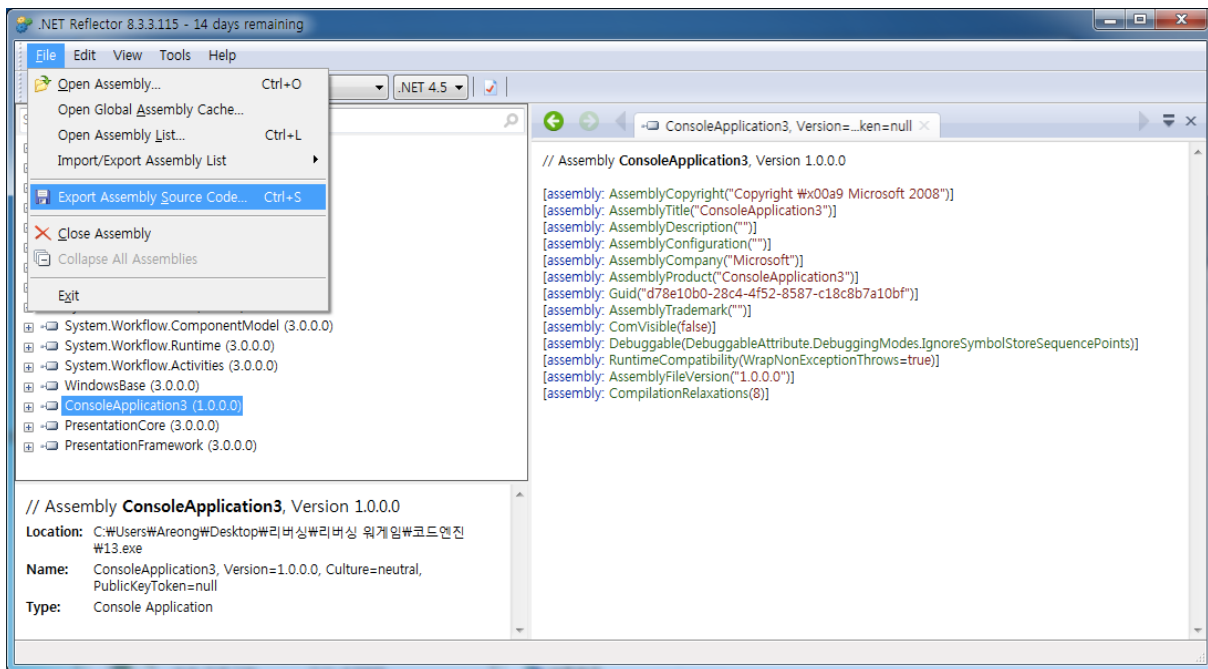 .NET Reflector 8.3.3.115 - 14 days remaining
File Edit View Tools Help
Open Assembly... Ctrl+O
Open Global Assembly Cache...
Open Assembly List... Ctrl+L
Import/Export Assembly List
Export Assembly Source Code... Ctrl+S
Close Assembly
Collapse All Assemblies
Exit
.NET 4.5
System.Workflow.ComponentModel (3.0.0.0)
System.Workflow.Runtime (3.0.0.0)
System.Workflow.Activities (3.0.0.0)
WindowsBase (3.0.0.0)
ConsoleApplication3 (1.0.0.0)
PresentationCore (3.0.0.0)
PresentationFramework (3.0.0.0)
// Assembly ConsoleApplication3, Version 1.0.0.0
Location: C:₩Users₩Areong₩Desktop₩리버싱₩리버싱 워게임₩코드엔진
₩13.exe
Name: ConsoleApplication3, Version=1.0.0.0, Culture=neutral,
PublicKeyToken=null
Type: Console Application
ConsoleApplication3, Version=...ken=null
// Assembly ConsoleApplication3, Version 1.0.0.0
[assembly: AssemblyCopyright("Copyright ₩x00a9 Microsoft 2008")]
[assembly: AssemblyTitle("ConsoleApplication3")]
[assembly: AssemblyDescription("")]
[assembly: AssemblyConfiguration("")]
[assembly: AssemblyCompany("Microsoft")]
[assembly: AssemblyProduct("ConsoleApplication3")]
[assembly: Guid("d78e10b0-28c4-4f52-8587-c18c8b7a10bf")]
[assembly: AssemblyTrademark("")]
[assembly: ComVisible(false)]
[assembly: Debuggable(DebuggableAttribute.DebuggingModes.IgnoreSymbolStoreSequencePoints)]
[assembly: RuntimeCompatibility(WrapNonExceptionThrows=true)]
[assembly: AssemblyFileVersion("1.0.0.0")]
[assembly: CompilationRelaxations(8)]